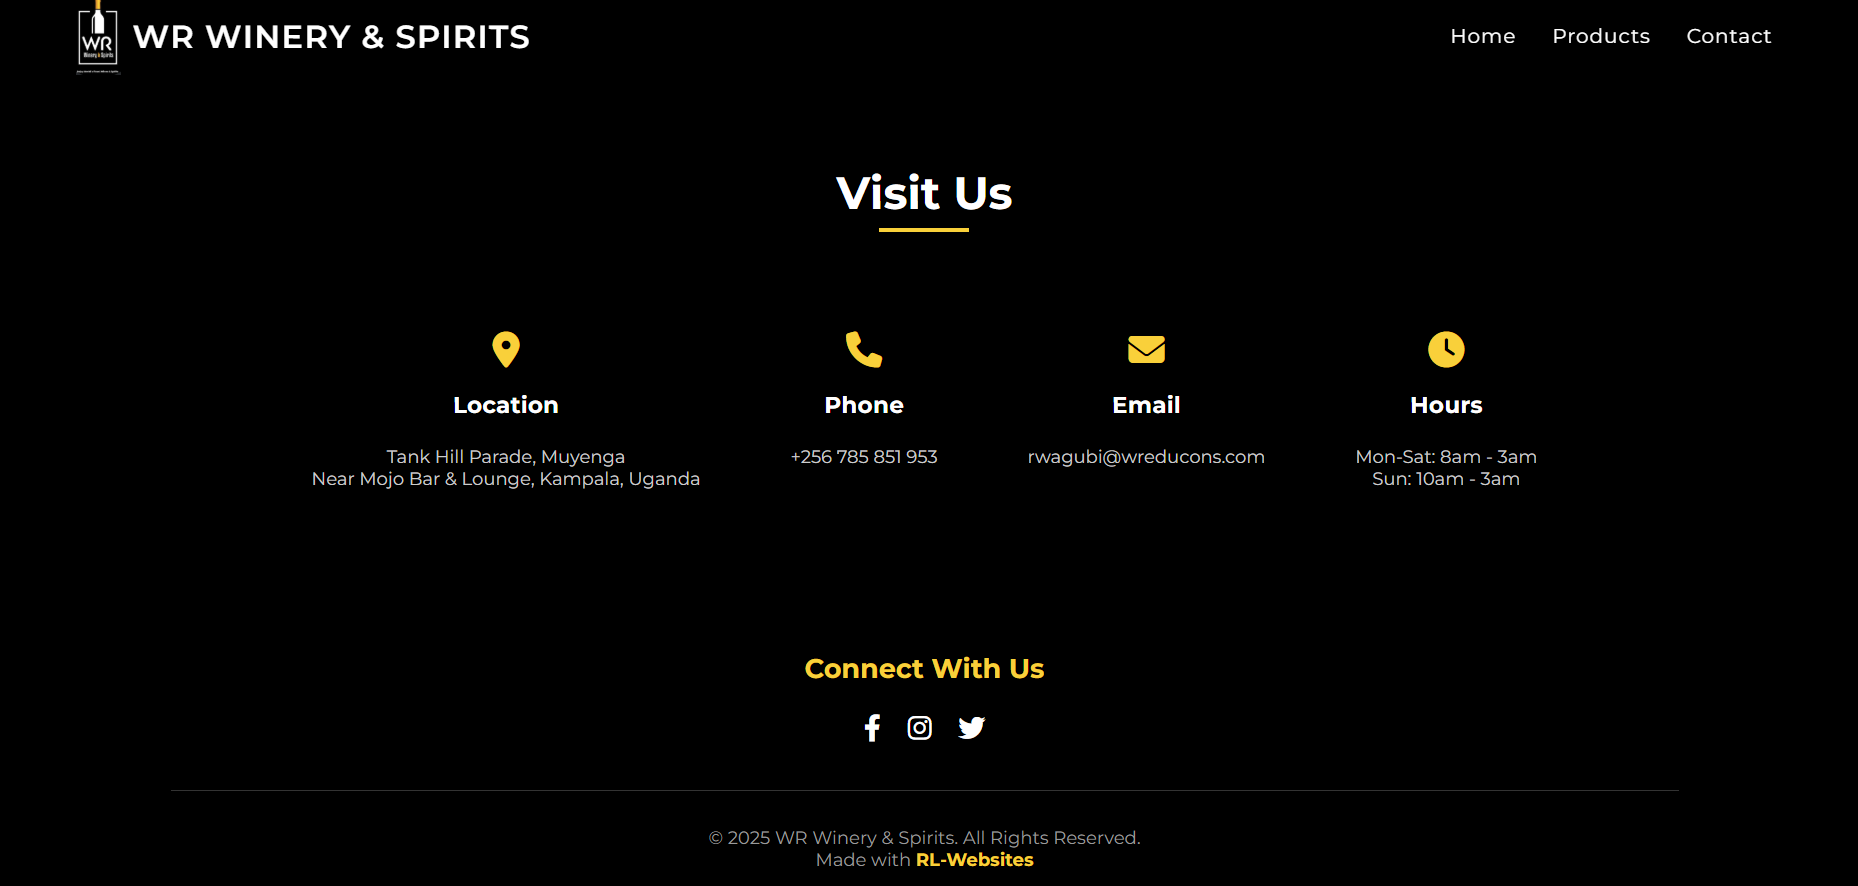 WR
Winery & Spirits
WR WINERY & SPIRITS
Home
Products
Contact
Visit Us
Location
Tank Hill Parade, Muyenga
Near Mojo Bar & Lounge, Kampala, Uganda
Phone
+256 785 851 953
Email
rwagubi@wreducons.com
Hours
Mon-Sat: 8am - 3am
Sun: 10am - 3am
Connect With Us
© 2025 WR Winery & Spirits. All Rights Reserved.
Made with RL-Websites